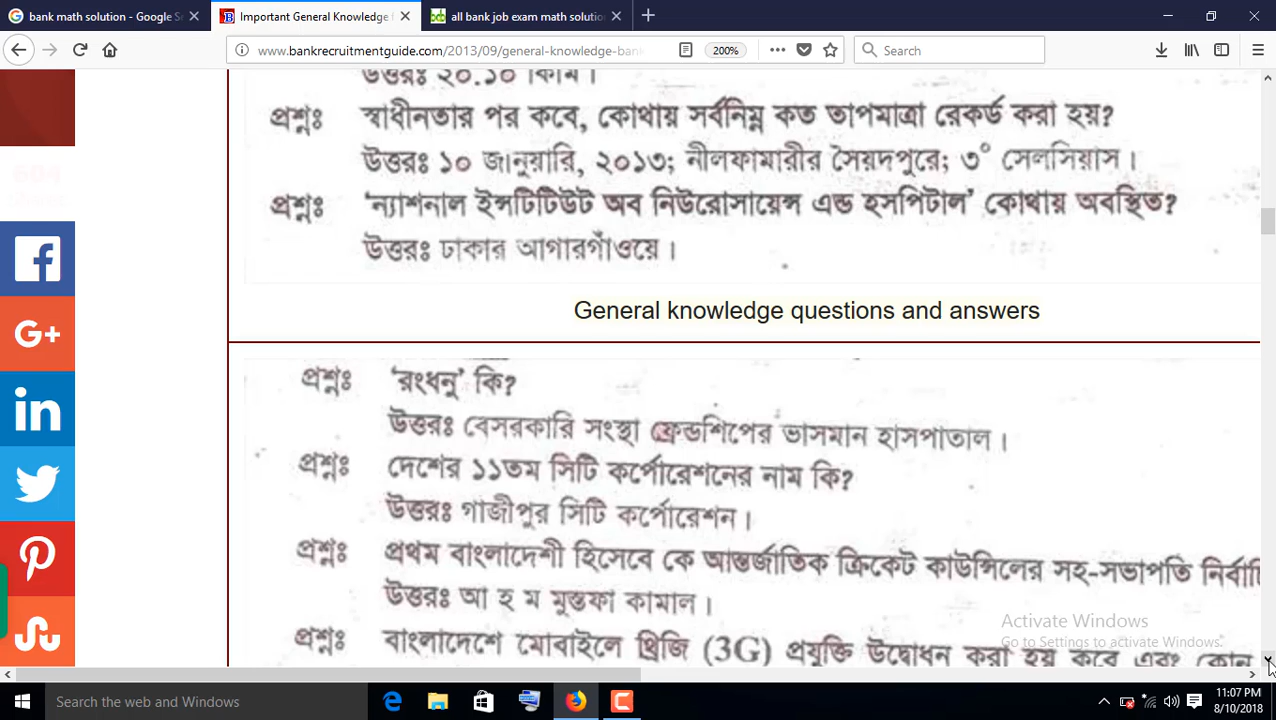 bank math solution - Google S
Important General Knowledge
all bank job exam math solutio
www.bankrecruitmentguide.com/2013/09/general-knowledge-ban
200%
Search
উত্তরঃ ২০.১০ কিমি।
প্রশ্নঃ স্বাধীনতার পর কবে, কোথায় সর্বনিম্ন কত তাপমাত্রা রেকর্ড করা হয়?
উত্তরঃ ১০ জানুয়ারি, ২০১৩; নীলফামারীর সৈয়দপুরে; ৩° সেলসিয়াস।
প্রশ্নঃ 'ন্যাশনাল ইন্সটিটিউট অব নিউরোসায়েন্স এন্ড হসপিটাল' কোথায় অবস্থিত?
উত্তরঃ ঢাকার আগারগাঁওয়ে।
General knowledge questions and answers
প্রশ্নঃ 'রংধনু' কি?
উত্তরঃ বেসরকারি সংস্থা ফ্রেন্ডশিপের ভাসমান হাসপাতাল।
প্রশ্নঃ দেশের ১১তম সিটি কর্পোরেশনের নাম কি?
উত্তরঃ গাজীপুর সিটি কর্পোরেশন।
প্রশ্নঃ প্রথম বাংলাদেশী হিসেবে কে আন্তর্জাতিক ক্রিকেট কাউন্সিলের সহ-সভাপতি নির্বাচি
উত্তরঃ আ হ ম মুস্তফা কামাল।
প্রশ্নঃ বাংলাদেশে মোবাইলে থ্রিজি (3G) প্রযুক্তি উদ্বোধন করা হয় কবে এবং কোন
Activate Windows
Go to Settings to activate Windows.
Search the web and Windows
11:07 PM
8/10/2018